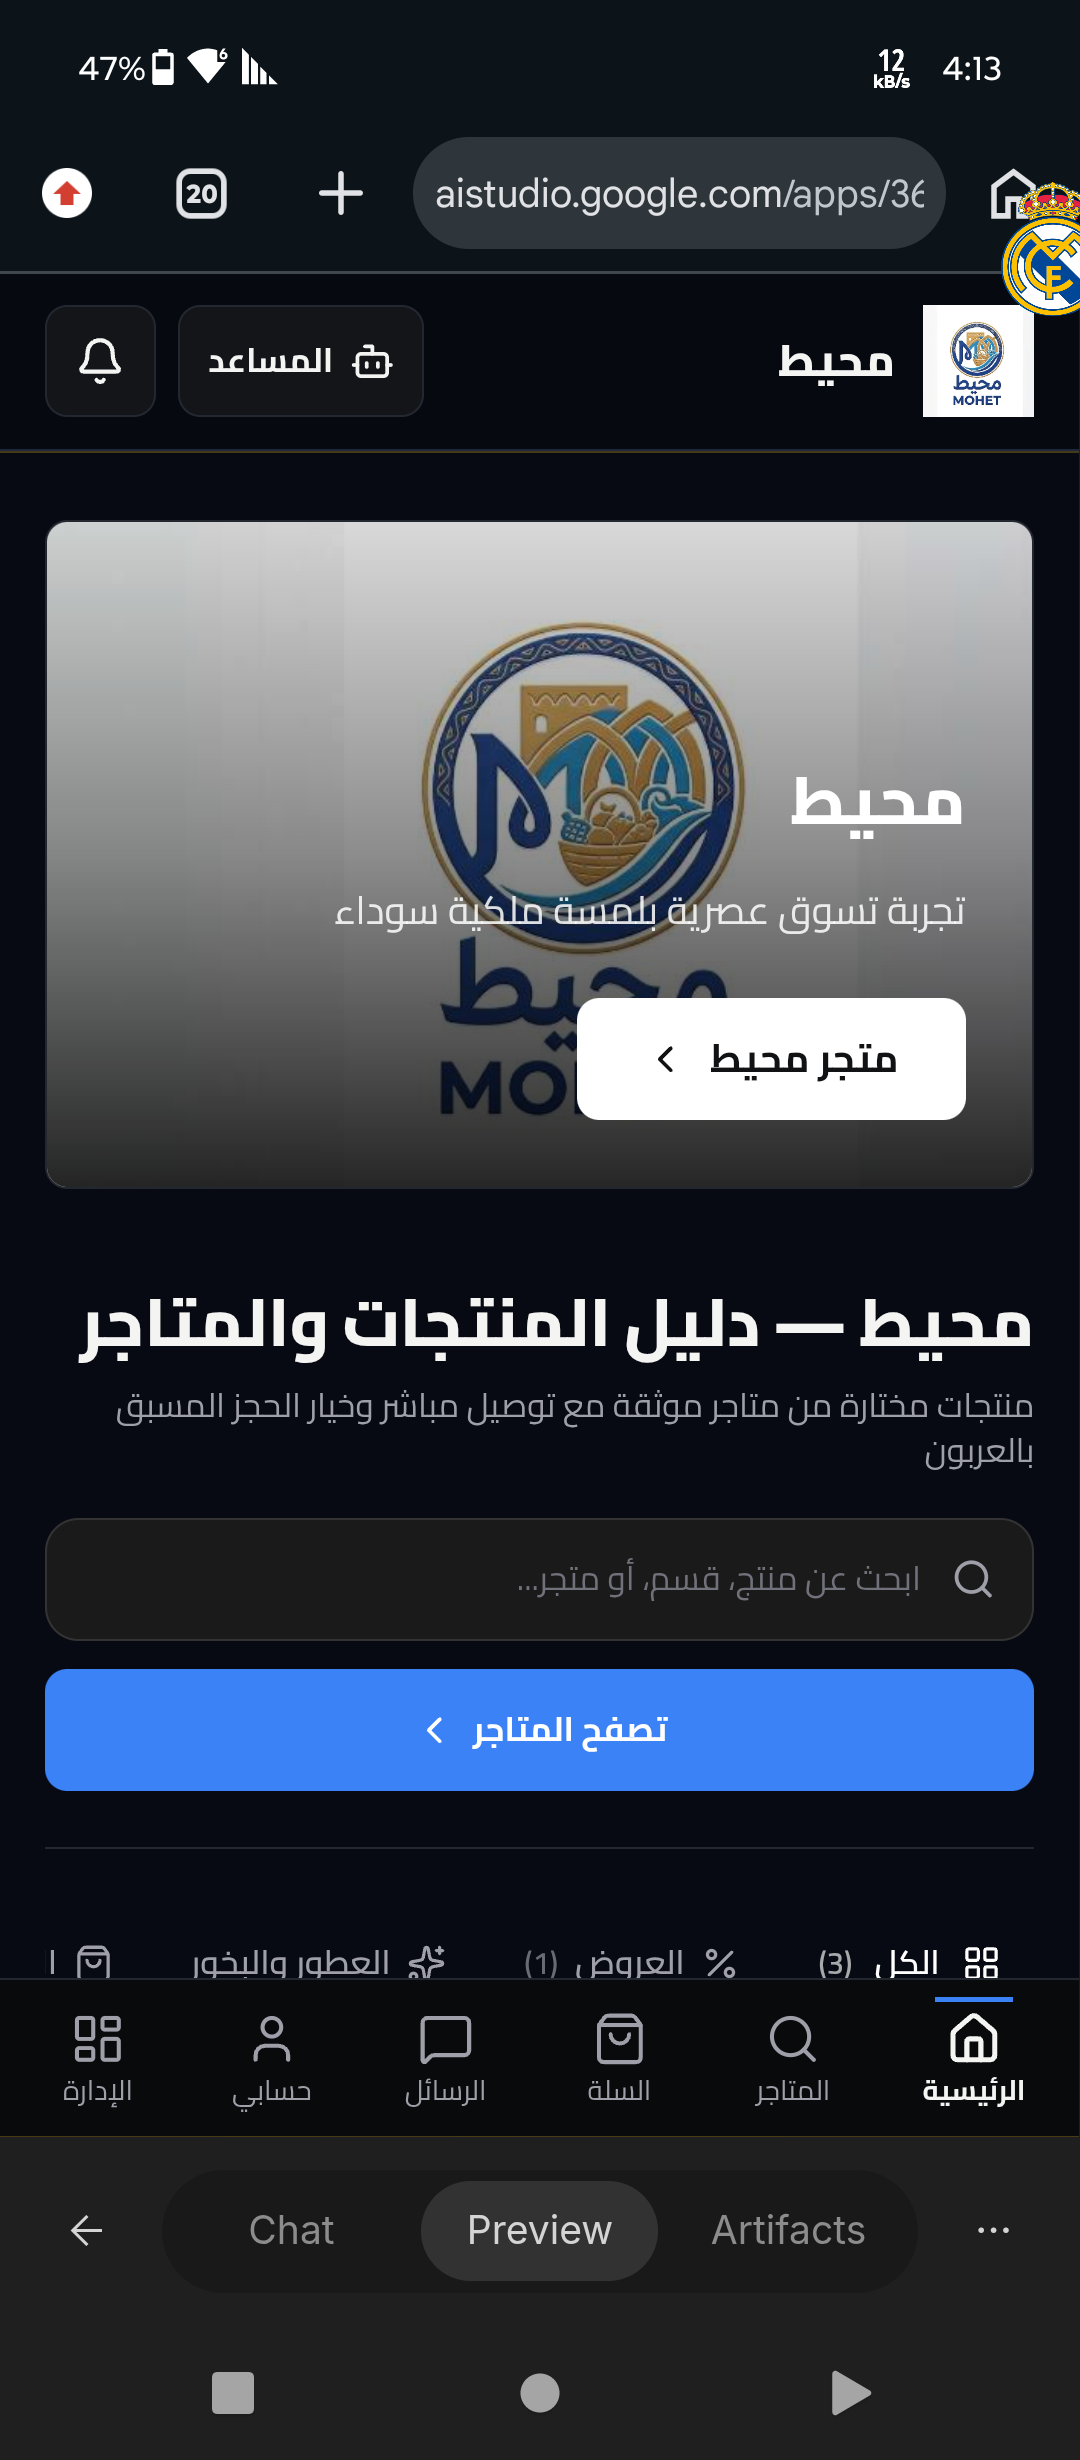 47%
6
12
kB/s
4:13
20
aistudio.google.com/apps/36
محيط
MOHET
محيط
المساعد
محيط
MO
محيط
تجربة تسوق عصرية بلمسة ملكية سوداء
متجر محيط
محيط — دليل المنتجات والمتاجر
منتجات مختارة من متاجر موثقة مع توصيل مباشر وخيار الحجز المسبق
بالعربون
ابحث عن منتج، قسم، أو متجر...
تصفح المتاجر
الكل (3) العروض (1) العطور والبخور
الرئيسية المتاجر السلة الرسائل حسابي الإدارة
Chat Preview Artifacts